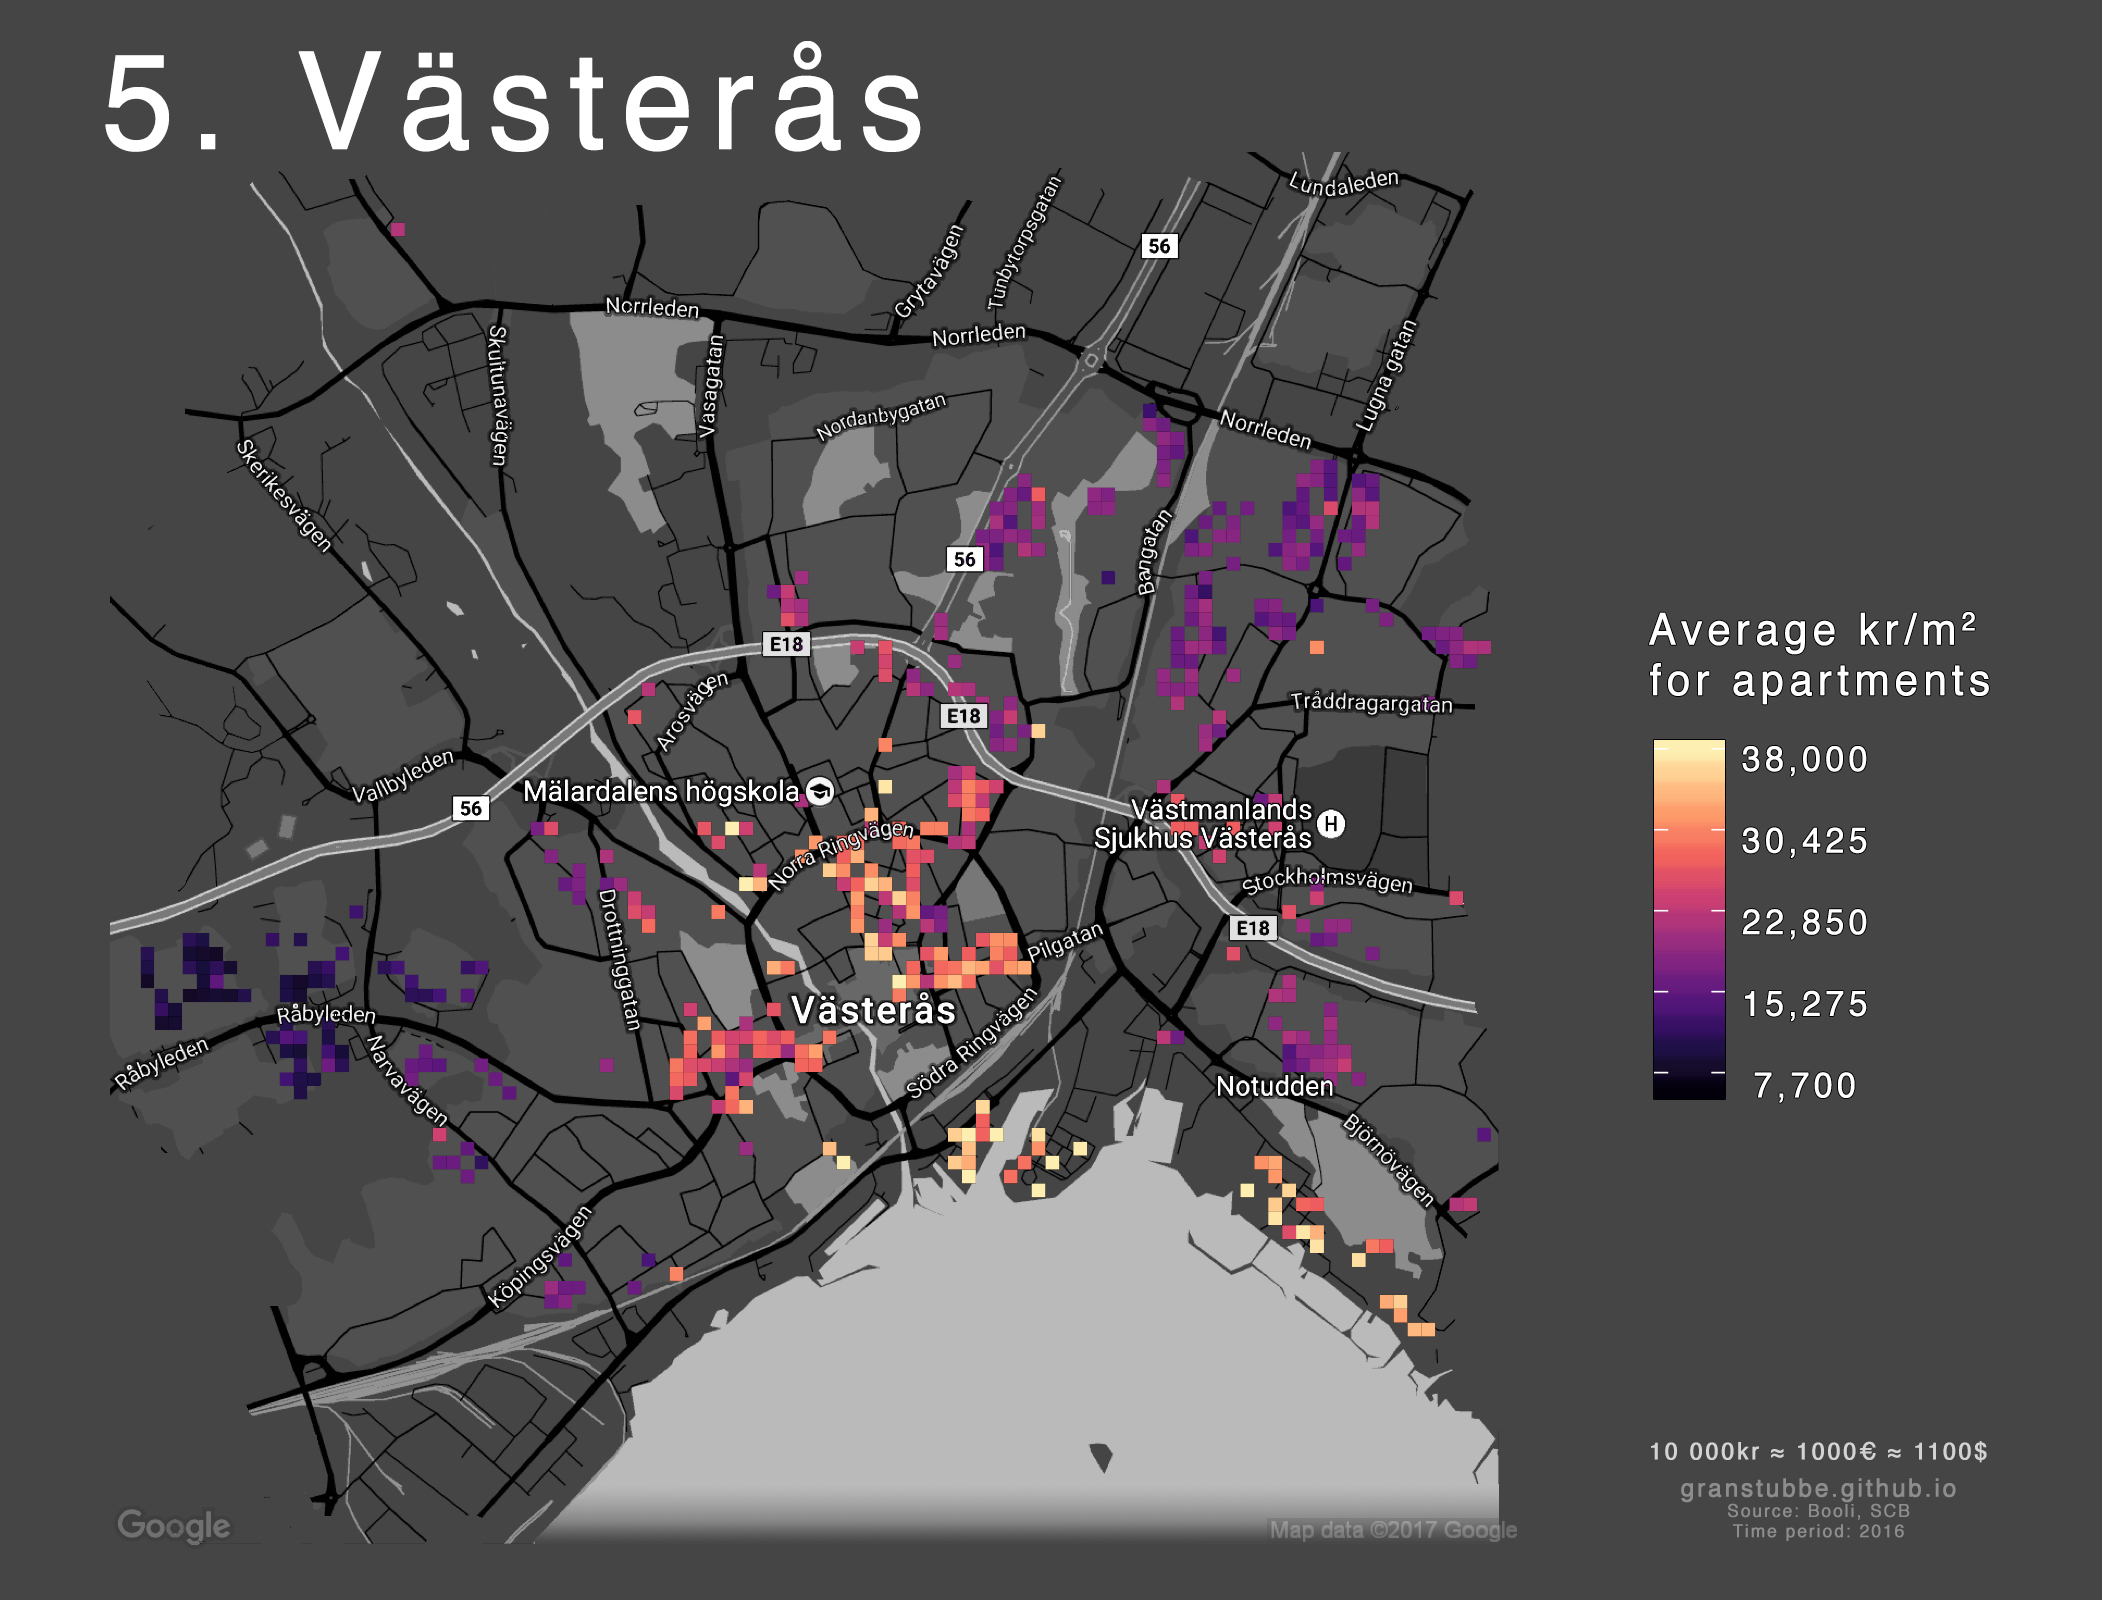 5. Västerås
Lundaleden
Tunbytorpsgatan
56
Grytavägen
Norrleden
Norrleden
Skultunavägen
Vasagatan
Lugna gatan
Nordanbygatan
Norrleden
Skerikesvägen
56
Bangatan
E18
Average kr/m²
for apartments
Arosvägen
Tråddragargatan
E18
Vallbyleden
38,000
Mälardalens högskola
56
Västmanlands
Sjukhus Västerås
H
Norra Ringvägen
30,425
Stockholmsvägen
Drottninggatan
E18
22,850
Pilgatan
Västerås
15,275
Råbyleden
Råbyleden
Narvavägen
Södra Ringvägen
Notudden
7,700
Björnövägen
Köpingsvägen
10 000kr ≈ 1000€ ≈ 1100$
granstubbe.github.io
Source: Booli, SCB
Time period: 2016
Google
Map data ©2017 Google